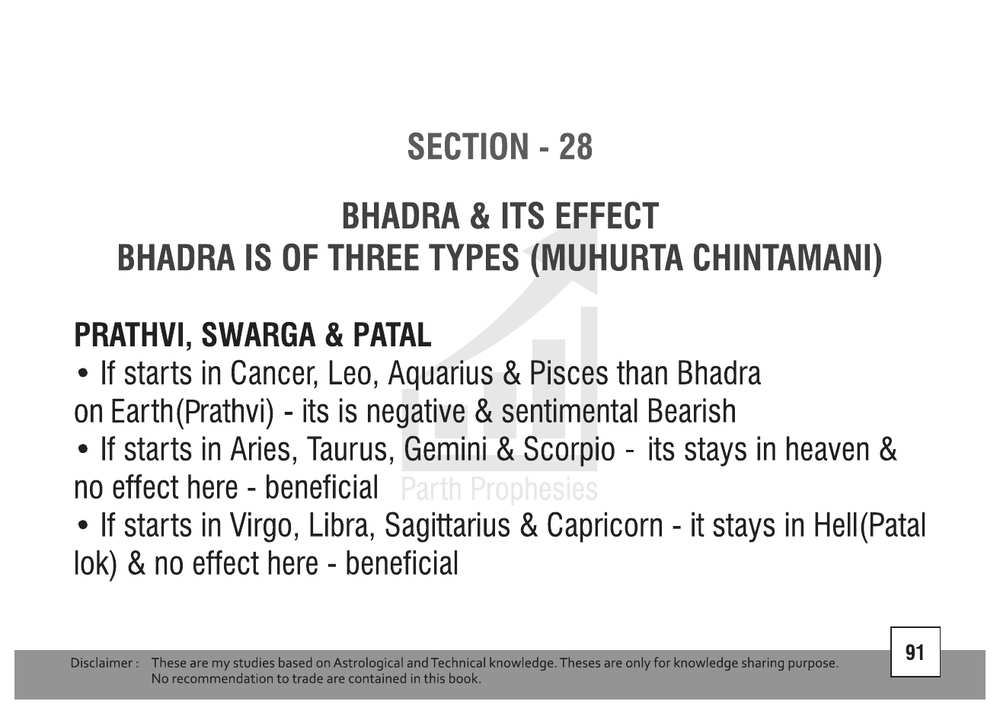 SECTION - 28
BHADRA & ITS EFFECT
BHADRA IS OF THREE TYPES (MUHURTA CHINTAMANI)
PRATHVI, SWARGA & PATAL
• If starts in Cancer, Leo, Aquarius & Pisces than Bhadra
on Earth(Prathvi) - its is negative & sentimental Bearish
• If starts in Aries, Taurus, Gemini & Scorpio - its stays in heaven &
no effect here - beneficial
Parth Prophesies
• If starts in Virgo, Libra, Sagittarius & Capricorn - it stays in Hell(Patal
lok) & no effect here - beneficial
91
Disclaimer : These are my studies based on Astrological and Technical knowledge. Theses are only for knowledge sharing purpose.
No recommendation to trade are contained in this book.